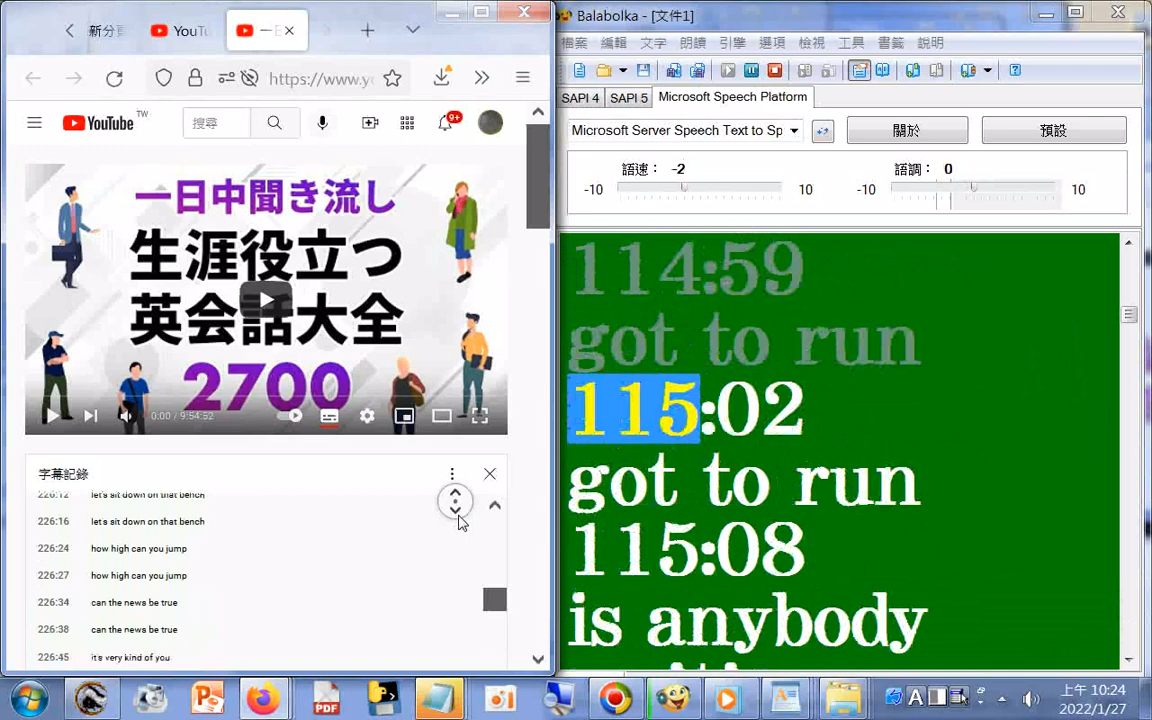 新分頁
YouTu
一 E
https://www.yo
YouTube TW
搜尋
9+
一日中聞き流し
生涯役立つ
英会話大全
2700
0:00 / 9:54:52
字幕記錄
226:12 let's sit down on that bench
226:16 let's sit down on that bench
226:24 how high can you jump
226:27 how high can you jump
226:34 can the news be true
226:38 can the news be true
226:45 it's very kind of you
Balabolka - [文件1]
檔案 編輯 文字 朗讀 引擎 選項 檢視 工具 書籤 說明
SAPI 4 SAPI 5 Microsoft Speech Platform
Microsoft Server Speech Text to Sp
關於 預設
語速： -2 語調： 0
-10 10 -10 10
114:59
got to run
115:02
got to run
115:08
is anybody
PDF
A
上午 10:24
2022/1/27